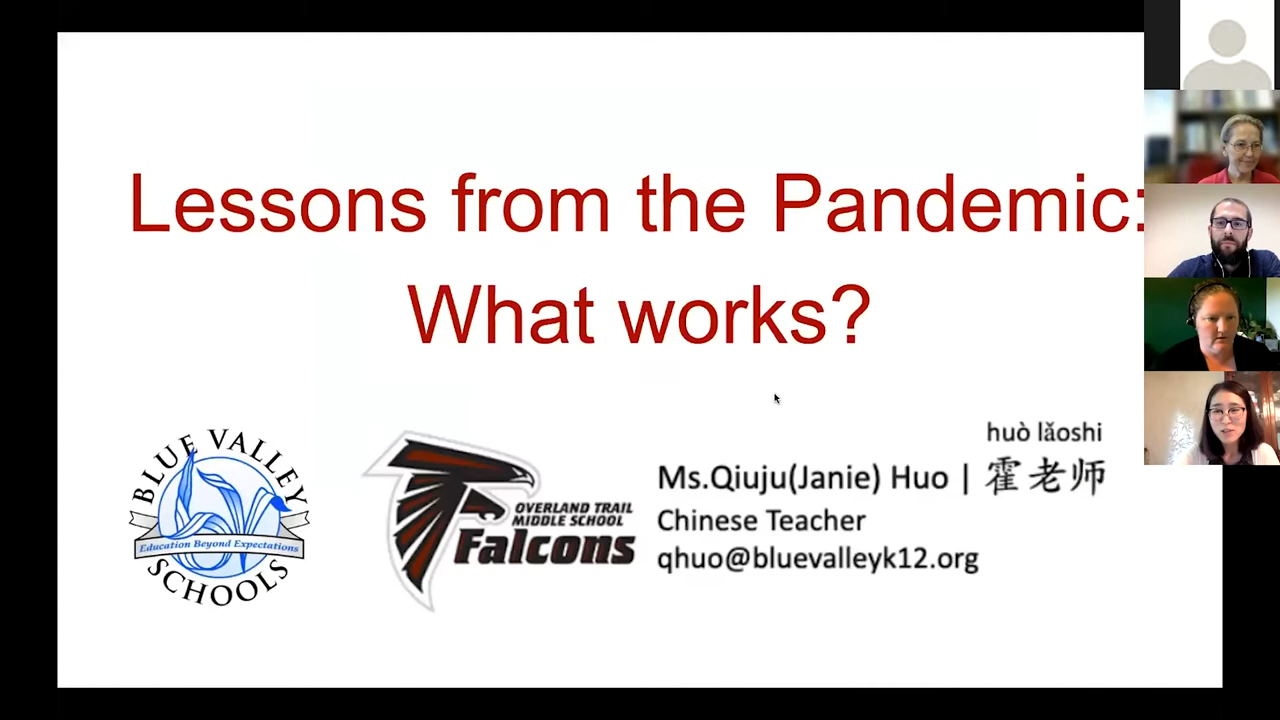 Lessons from the Pandemic:
What works?
BLUE VALLEY
Education Beyond Expectations
SCHOOLS
OVERLAND TRAIL
MIDDLE SCHOOL
Falcons
huò lǎoshi
Ms.Qiuju(Janie) Huo | 霍老师
Chinese Teacher
qhuo@bluevalleyk12.org